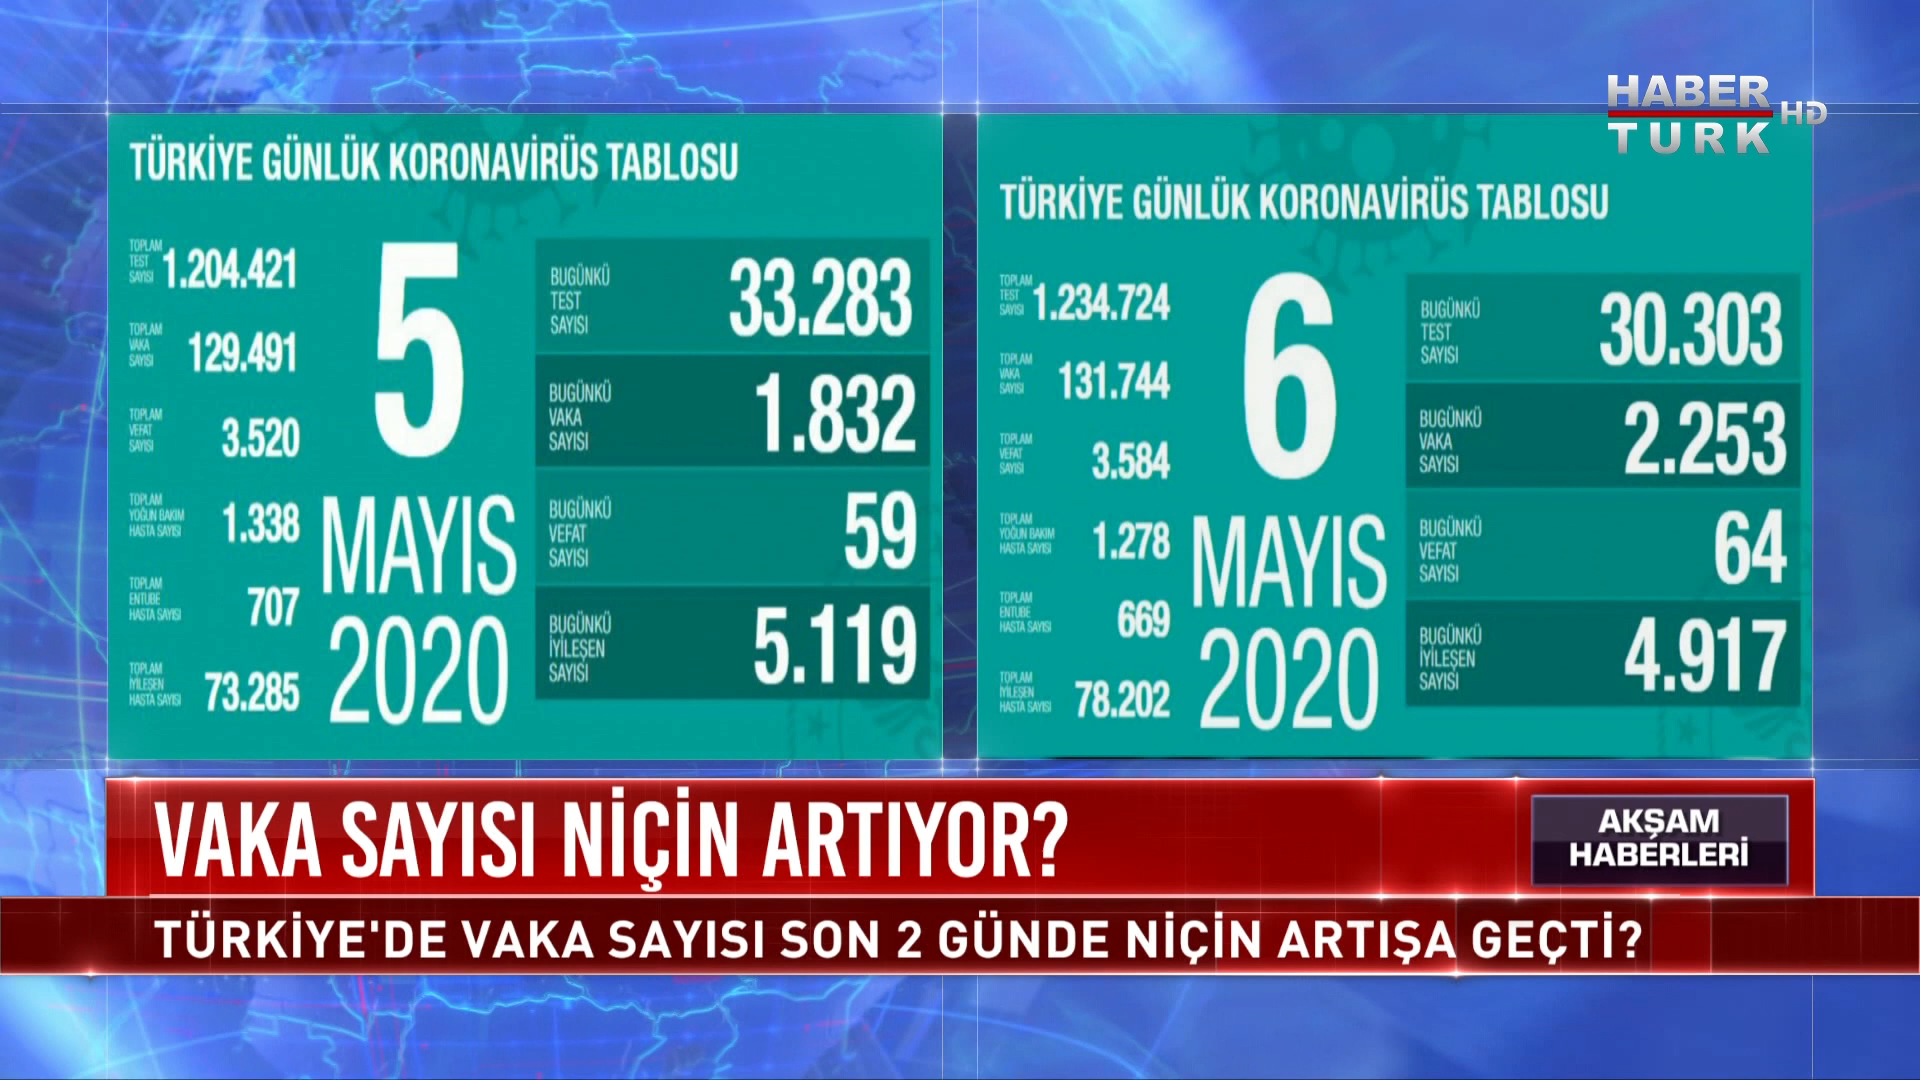 HABER
TURK HD
TÜRKİYE GÜNLÜK KORONAVİRÜS TABLOSU
TOPLAM
TEST
SAYISI
1.204.421
TOPLAM
VAKA
SAYISI
129.491
TOPLAM
VEFAT
SAYISI
3.520
TOPLAM
YOĞUN BAKIM
HASTA SAYISI
1.338
TOPLAM
ENTUBE
HASTA SAYISI
707
TOPLAM
İYİLEŞEN
HASTA SAYISI
73.285
5
MAYIS
2020
BUGÜNKÜ
TEST
SAYISI
33.283
BUGÜNKÜ
VAKA
SAYISI
1.832
BUGÜNKÜ
VEFAT
SAYISI
59
BUGÜNKÜ
İYİLEŞEN
SAYISI
5.119
TÜRKİYE GÜNLÜK KORONAVİRÜS TABLOSU
TOPLAM
TEST
SAYISI
1.234.724
TOPLAM
VAKA
SAYISI
131.744
TOPLAM
VEFAT
SAYISI
3.584
TOPLAM
YOĞUN BAKIM
HASTA SAYISI
1.278
TOPLAM
ENTUBE
HASTA SAYISI
669
TOPLAM
İYİLEŞEN
HASTA SAYISI
78.202
6
MAYIS
2020
BUGÜNKÜ
TEST
SAYISI
30.303
BUGÜNKÜ
VAKA
SAYISI
2.253
BUGÜNKÜ
VEFAT
SAYISI
64
BUGÜNKÜ
İYİLEŞEN
SAYISI
4.917
VAKA SAYISI NİÇİN ARTIYOR?
AKŞAM
HABERLERİ
TÜRKİYE'DE VAKA SAYISI SON 2 GÜNDE NİÇİN ARTIŞA GEÇTİ?